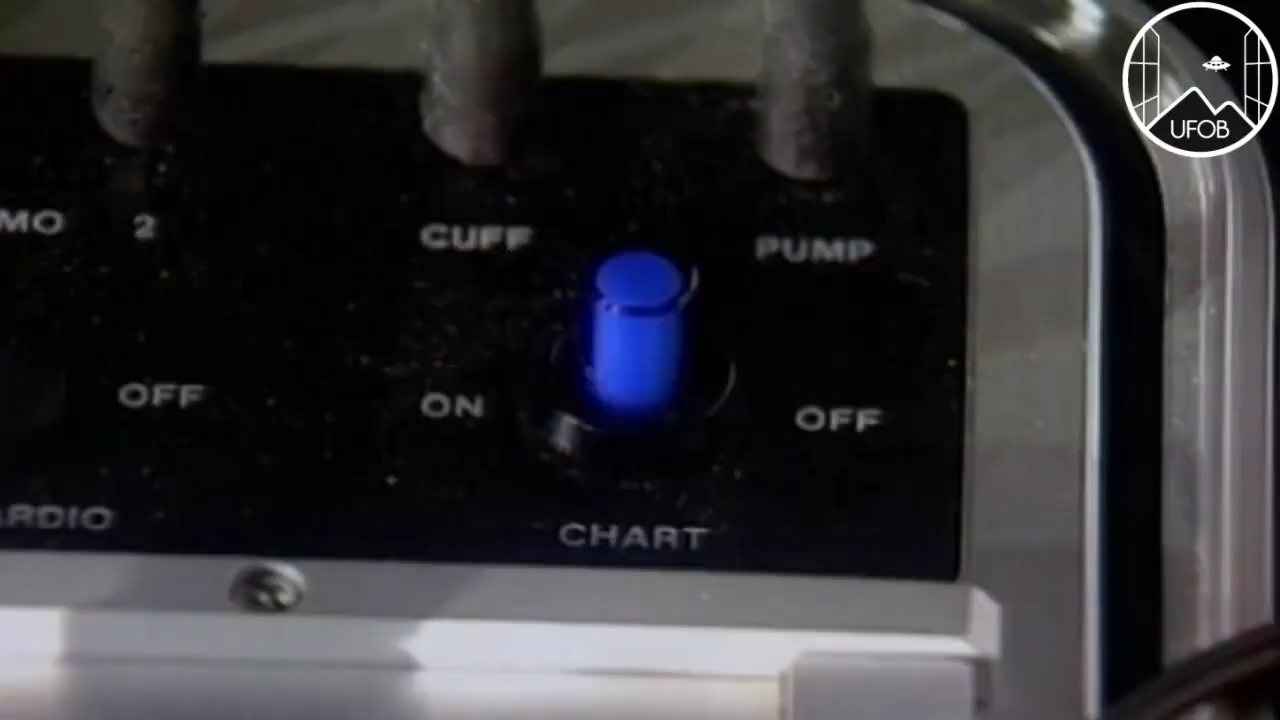 UFOB
MO 2
CUFF
PUMP
OFF
ON
OFF
ARDIO
CHART